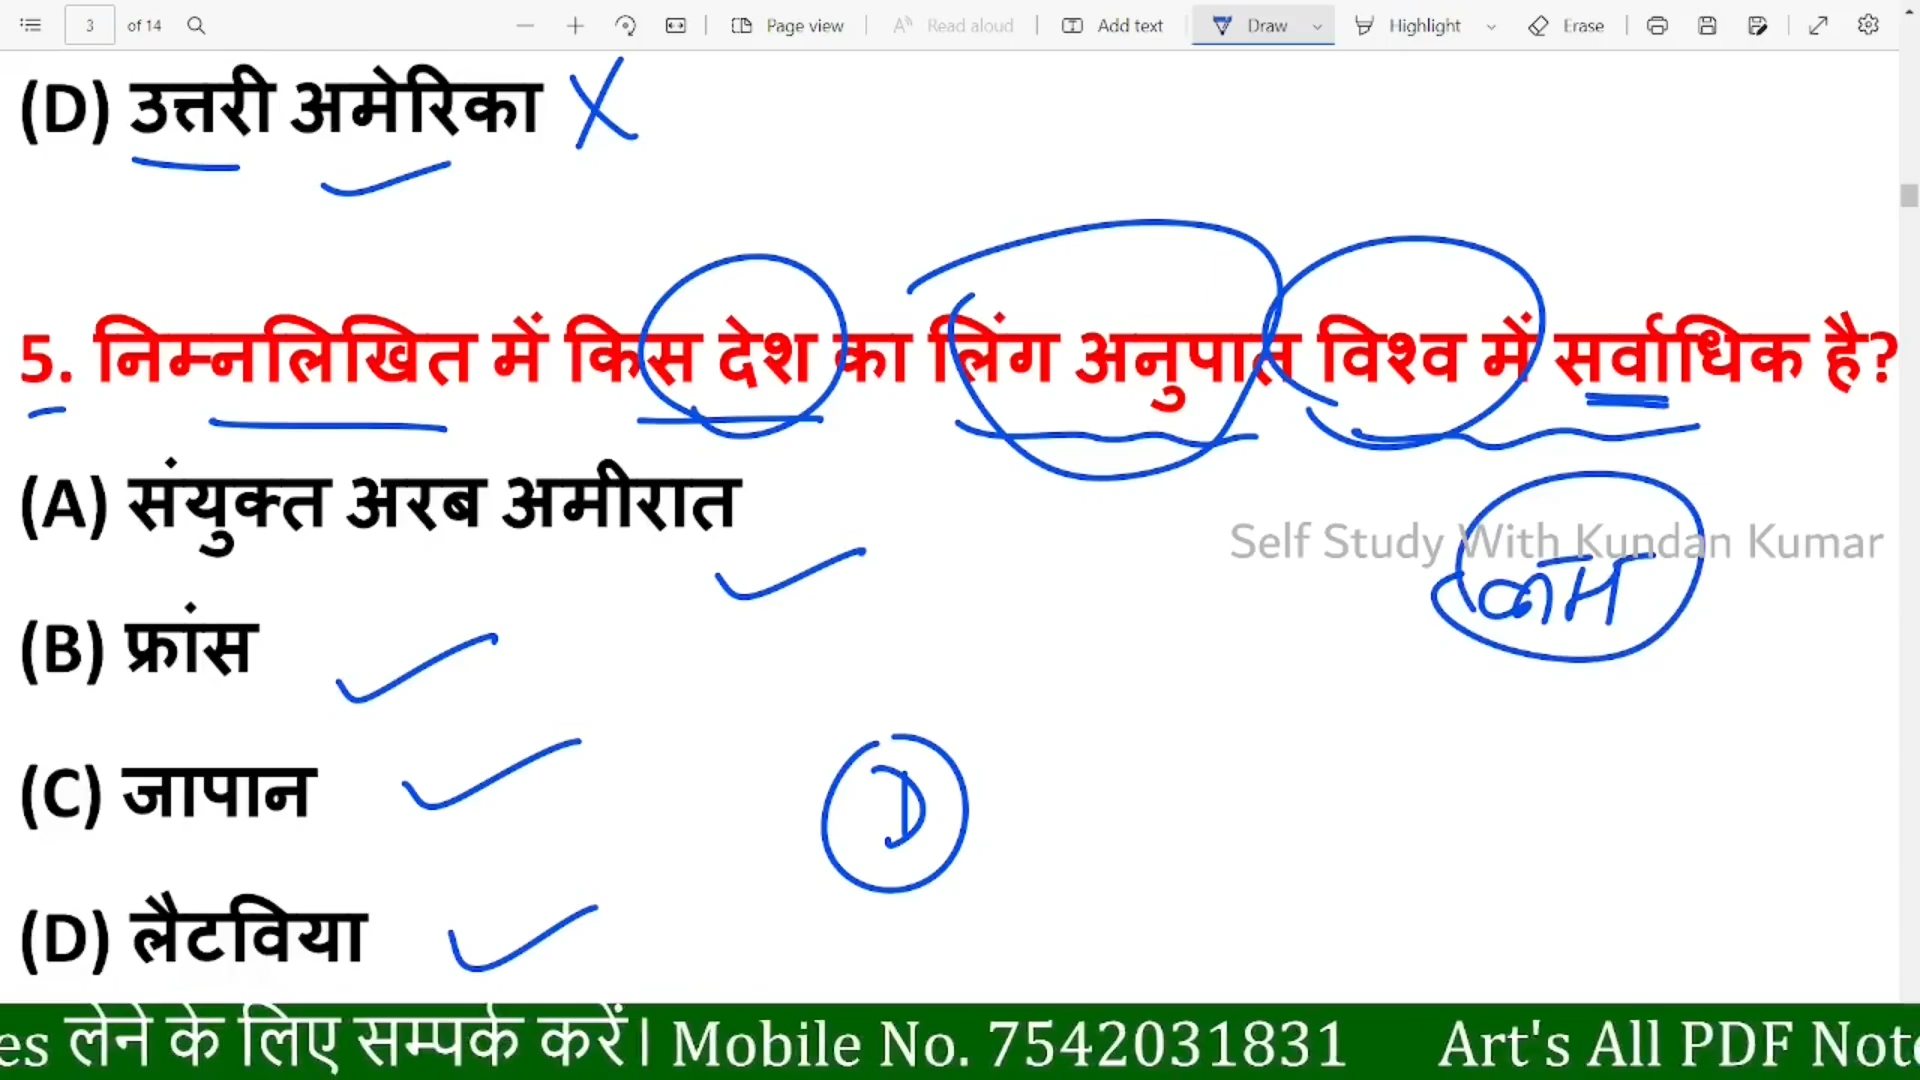 3 of 14 Page view Read aloud Add text Draw Highlight Erase
(D) उत्तरी अमेरिका X
5. निम्नलिखित में किस देश का लिंग अनुपात विश्व में सर्वाधिक है?
(A) संयुक्त अरब अमीरात
Self Study With Kundan Kumar
कम
(B) फ्रांस
(C) जापान
D
(D) लैटविया
es लेने के लिए सम्पर्क करें। Mobile No. 7542031831 Art's All PDF Note